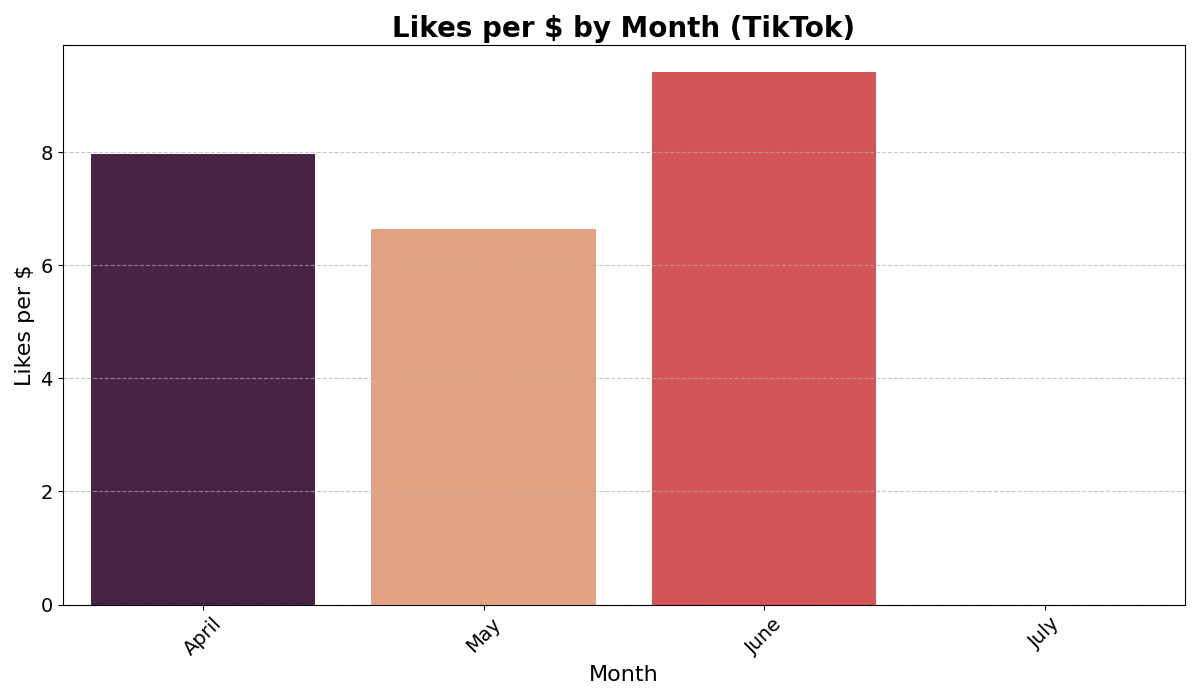 Likes per $ by Month (TikTok)
Likes per $
8
6
4
2
0
April
May
June
July
Month